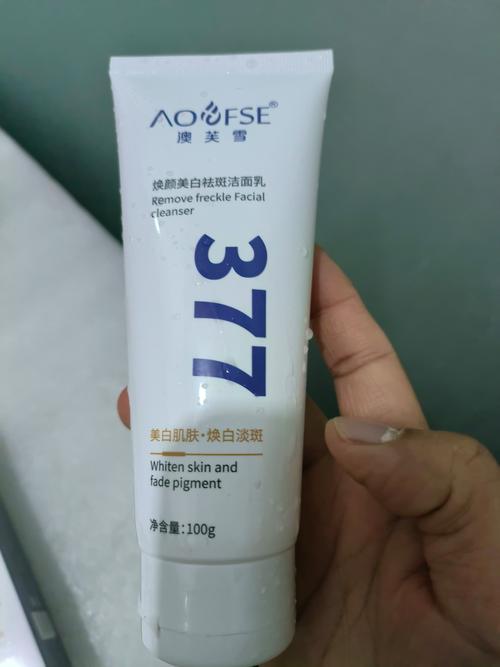 AOFSE®
澳芙雪
焕颜美白祛斑洁面乳
Remove freckle Facial
cleanser
377
美白肌肤·焕白淡斑
Whiten skin and
fade pigment
净含量：100g